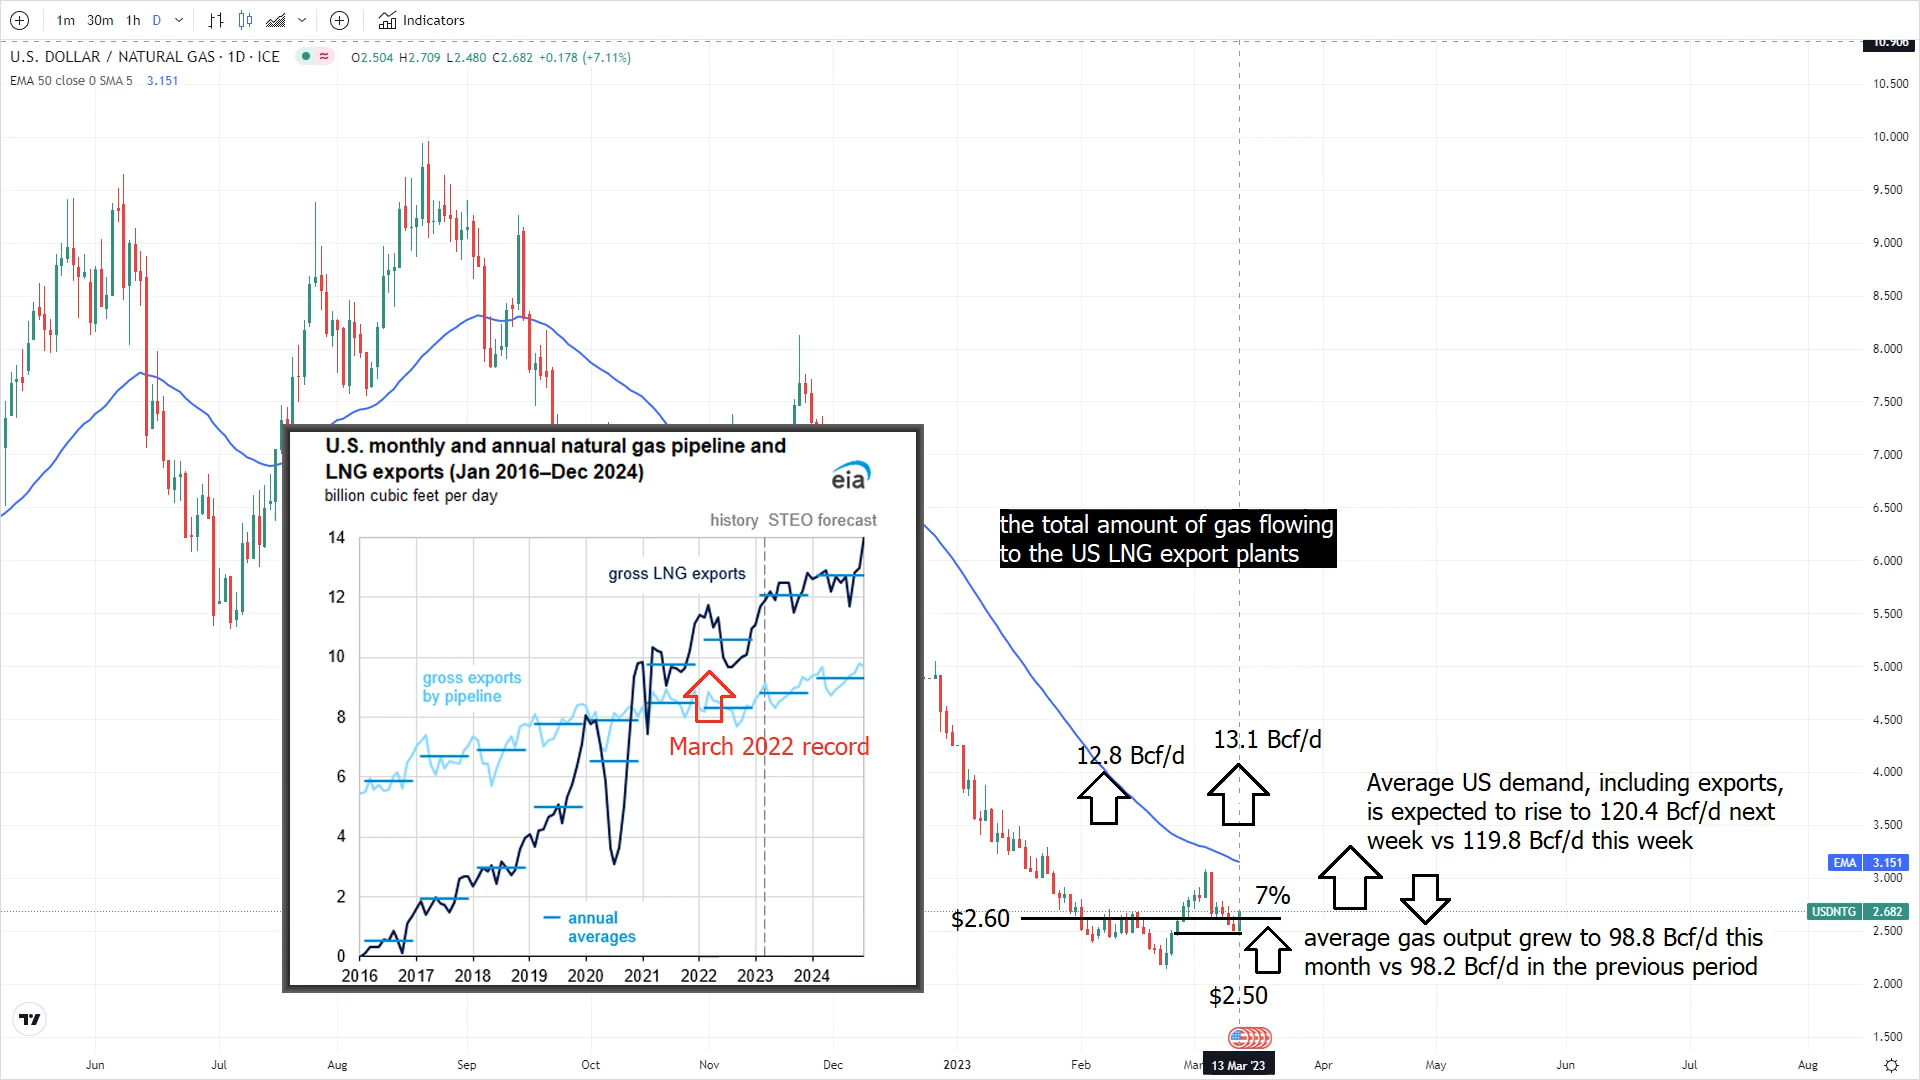 1m 30m 1h D Indicators
U.S. DOLLAR / NATURAL GAS · 1D · ICE O2.504 H2.709 L2.480 C2.682 +0.178 (+7.11%)
EMA 50 close 0 SMA 5 3.151
10.906
10.500
10.000
9.500
9.000
8.500
8.000
7.500
7.000
6.500
6.000
5.500
5.000
4.500
4.000
3.500
EMA 3.151
3.000
USDNTG 2.682
2.500
2.000
1.500
U.S. monthly and annual natural gas pipeline and
LNG exports (Jan 2016–Dec 2024)
billion cubic feet per day
eia
history STEO forecast
14
12
10
8
6
4
2
0
gross LNG exports
gross exports
by pipeline
March 2022 record
annual
averages
2016 2017 2018 2019 2020 2021 2022 2023 2024
the total amount of gas flowing
to the US LNG export plants
12.8 Bcf/d
13.1 Bcf/d
Average US demand, including exports,
is expected to rise to 120.4 Bcf/d next
week vs 119.8 Bcf/d this week
7%
$2.60
average gas output grew to 98.8 Bcf/d this
month vs 98.2 Bcf/d in the previous period
$2.50
Jun Jul Aug Sep Oct Nov Dec 2023 Feb Mar 13 Mar '23 Apr May Jun Jul Aug